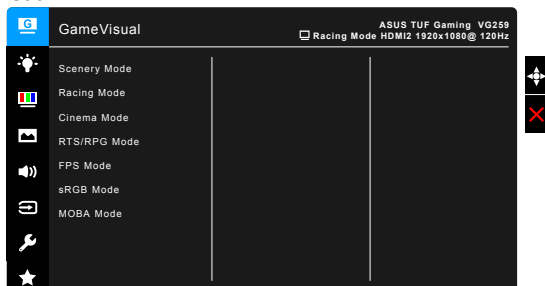 G
GameVisual
ASUS TUF Gaming VG259
Racing Mode HDMI2 1920x1080@ 120Hz
Scenery Mode
Racing Mode
Cinema Mode
RTS/RPG Mode
FPS Mode
sRGB Mode
MOBA Mode